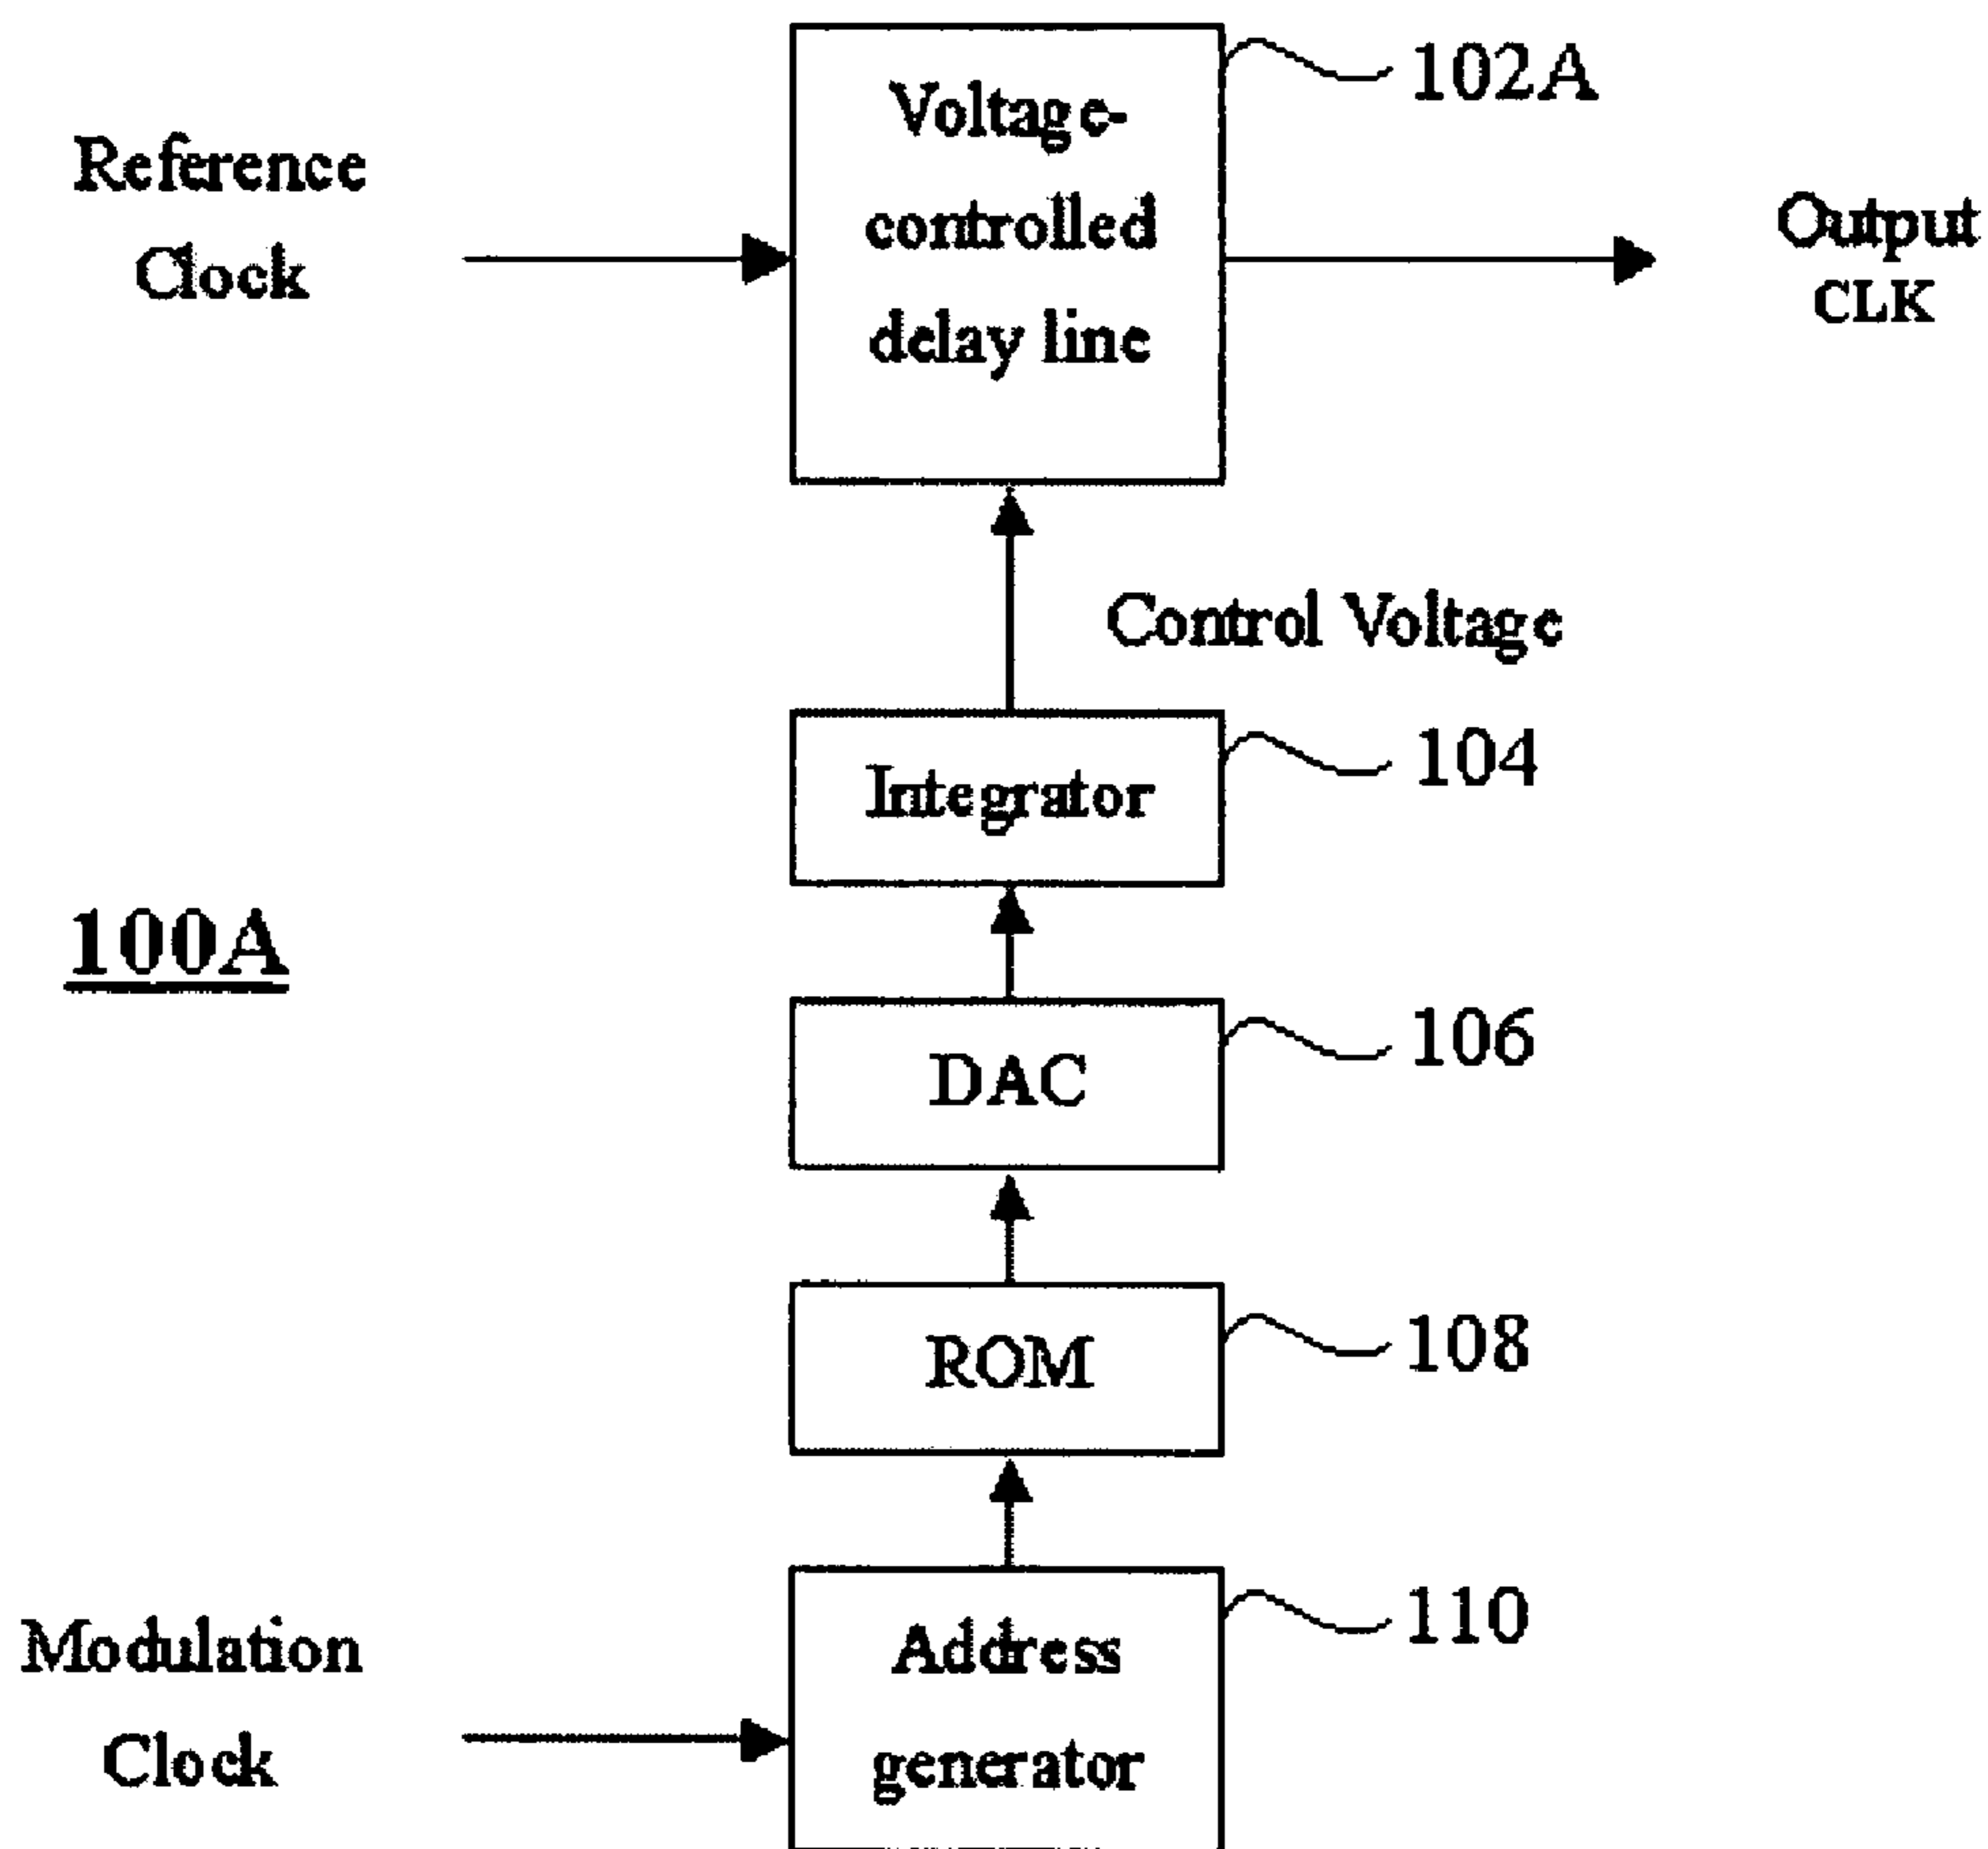 Voltage-
controlled
delay line
102A
Reference
Clock
Output
CLK
Control Voltage
Integrator
104
100A
DAC
106
ROM
108
Address
generator
110
Modulation
Clock